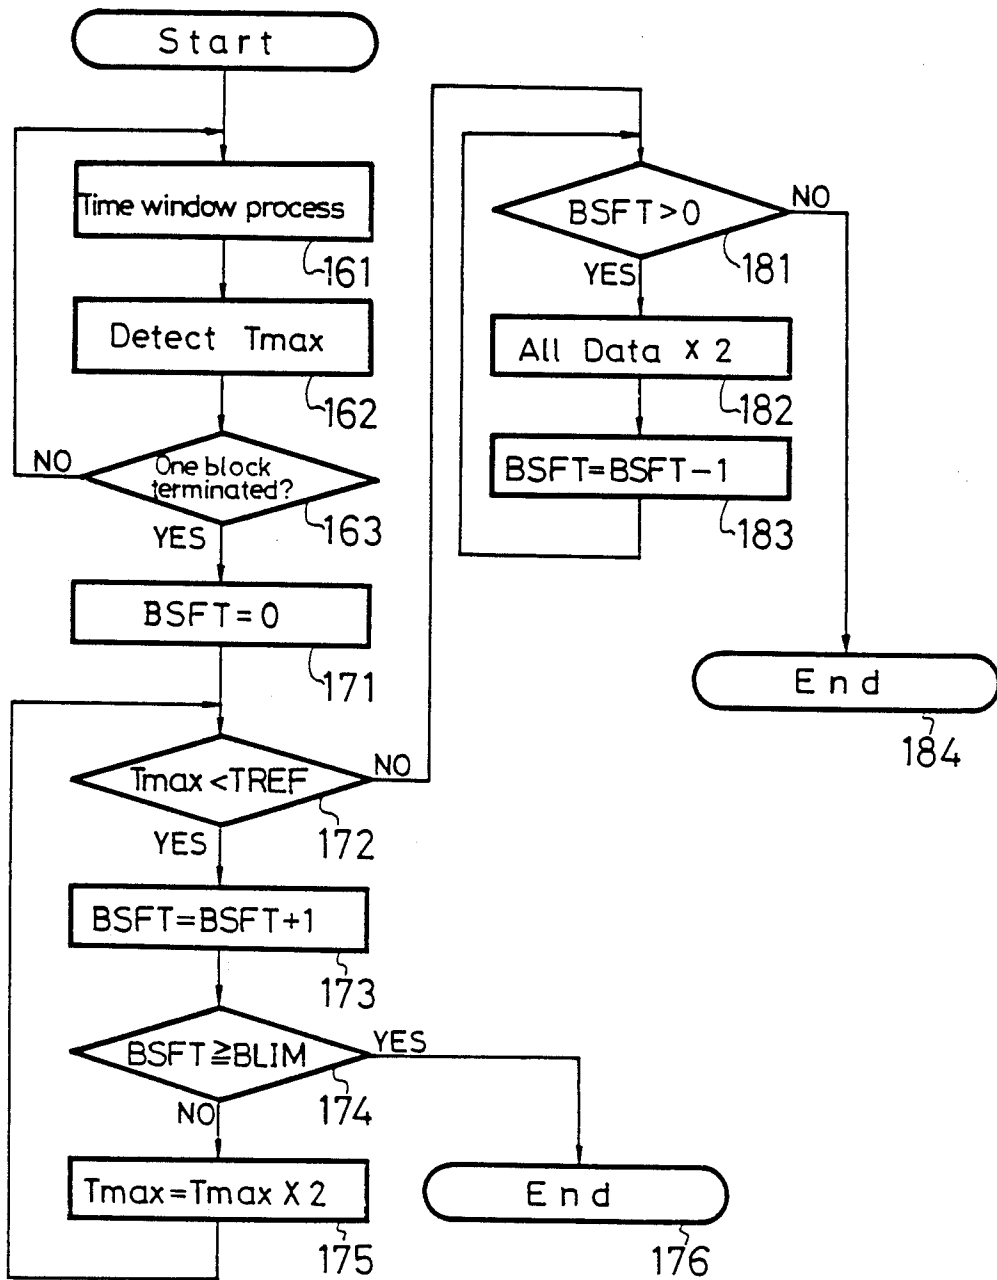 Start
Time window process
161
Detect Tmax
162
One block
terminated?
NO
163
YES
BSFT=0
171
Tmax<TREF
NO
172
YES
BSFT=BSFT+1
173
BSFT≧BLIM
YES
174
NO
Tmax=Tmax X 2
175
End
176
BSFT>0
NO
181
YES
All Data x 2
182
BSFT=BSFT-1
183
End
184